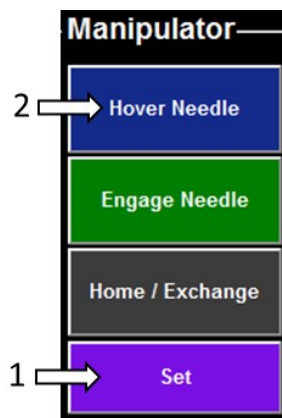 Manipulator
2 Hover Needle
Engage Needle
Home / Exchange
1 Set